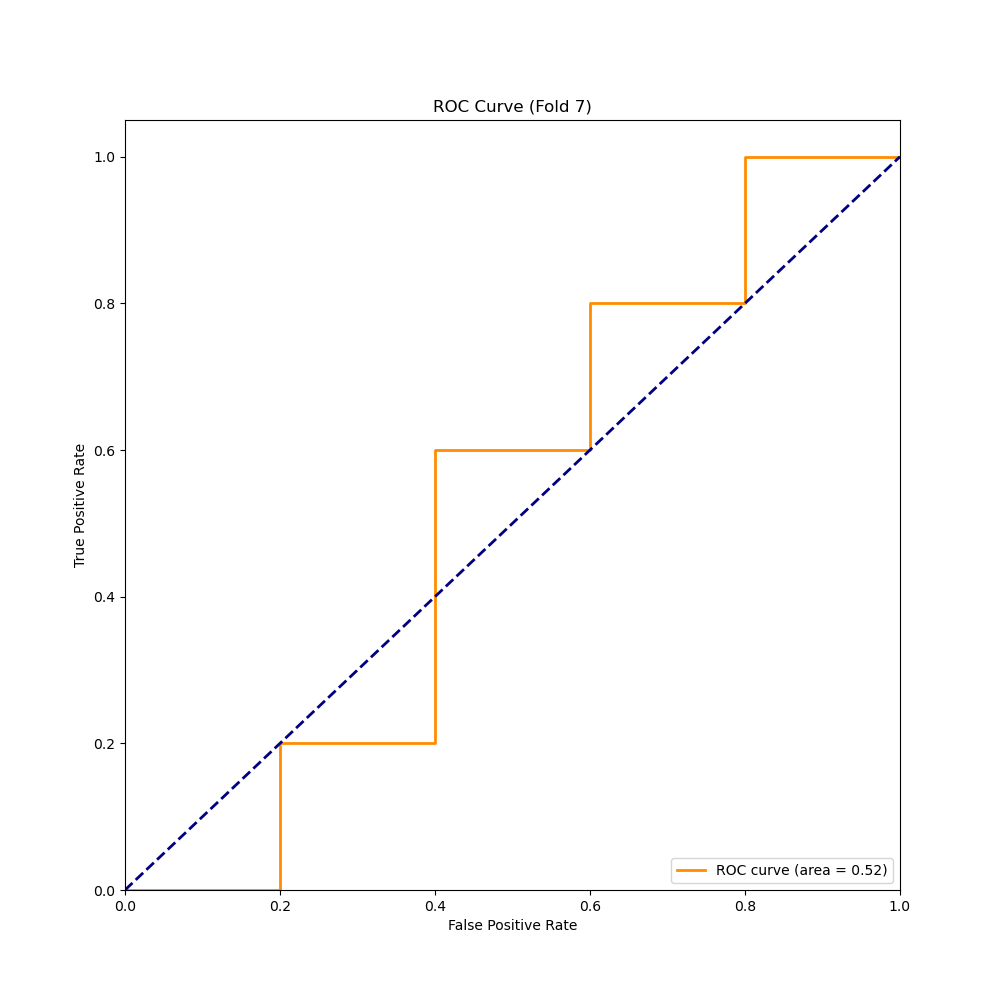 ROC Curve (Fold 7)
True Positive Rate
1.0
0.8
0.6
0.4
0.2
0.0
0.0 0.2 0.4 0.6 0.8 1.0
False Positive Rate
ROC curve (area = 0.52)